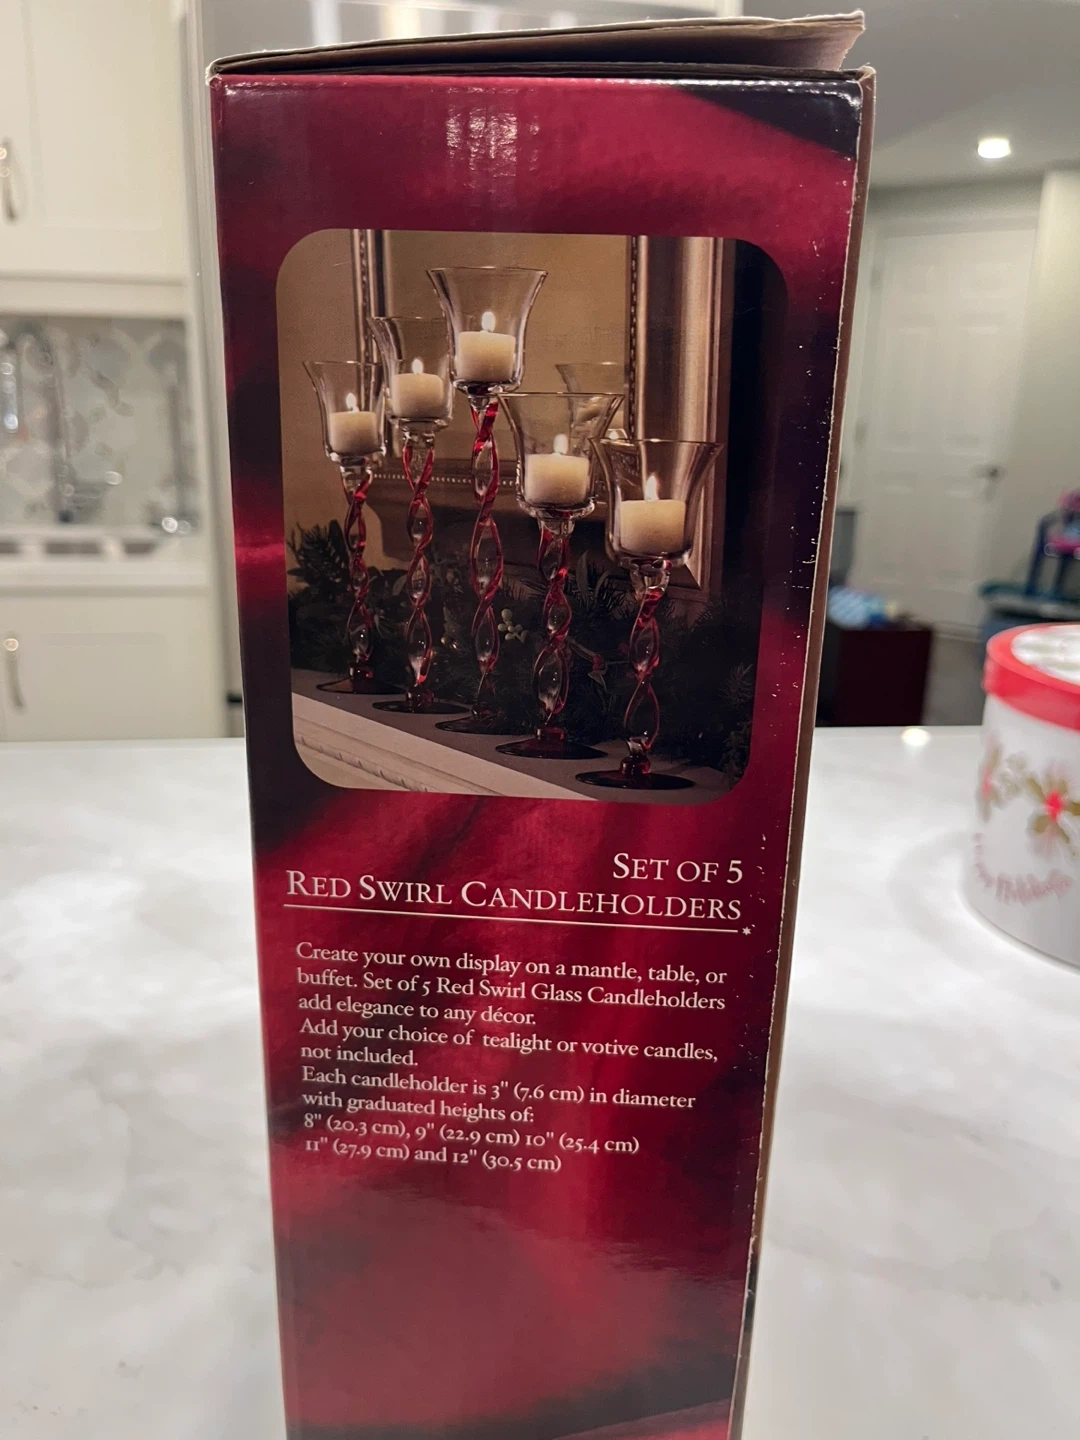 SET OF 5
RED SWIRL CANDLEHOLDERS
Create your own display on a mantle, table, or
buffet. Set of 5 Red Swirl Glass Candleholders
add elegance to any décor.
Add your choice of tealight or votive candles,
not included.
Each candleholder is 3" (7.6 cm) in diameter
with graduated heights of:
8" (20.3 cm), 9" (22.9 cm) 10" (25.4 cm)
11" (27.9 cm) and 12" (30.5 cm)